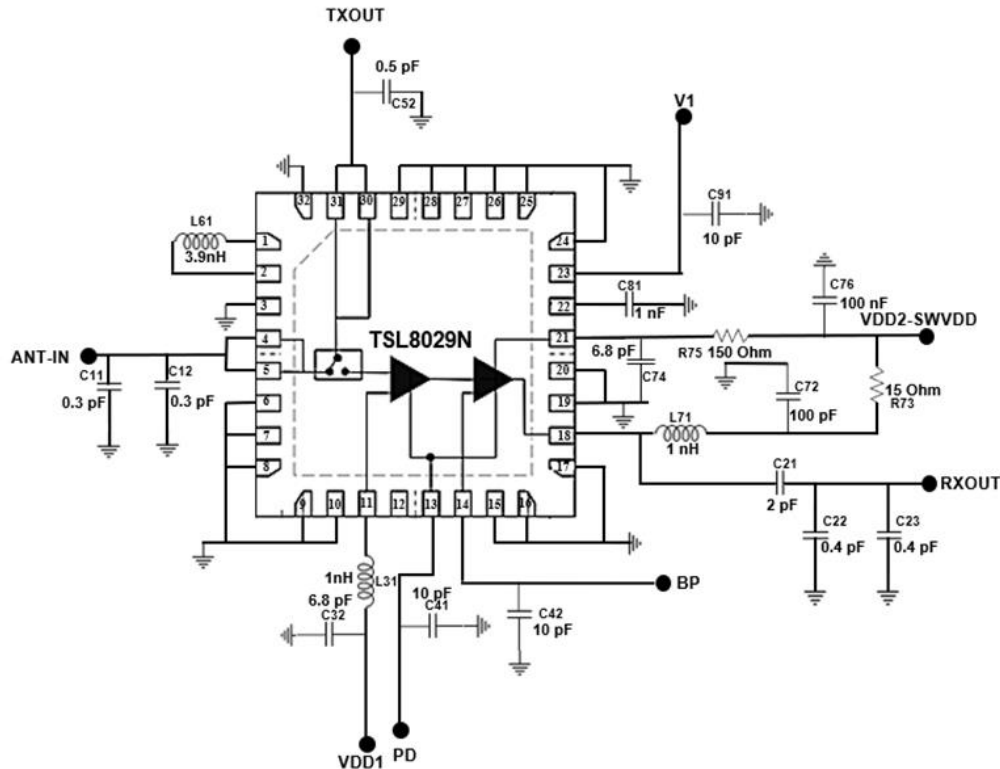 TXOUT
0.5 pF
C52
V1
C91
10 pF
32
31
30
29
28
27
26
25
L61
3.9nH
1
2
3
4
5
6
7
8
24
23
22
21
20
19
18
17
C81
1 nF
C76
100 nF
VDD2-SWVDD
TSL8029N
ANT-IN
C11
0.3 pF
C12
0.3 pF
6.8 pF
C74
R75 150 Ohm
C72
100 pF
15 Ohm
R73
L71
1 nH
C21
2 pF
RXOUT
C22
0.4 pF
C23
0.4 pF
9
10
11
12
13
14
15
16
1nH
L31
6.8 pF
C32
10 pF
C41
C42
10 pF
BP
VDD1
PD